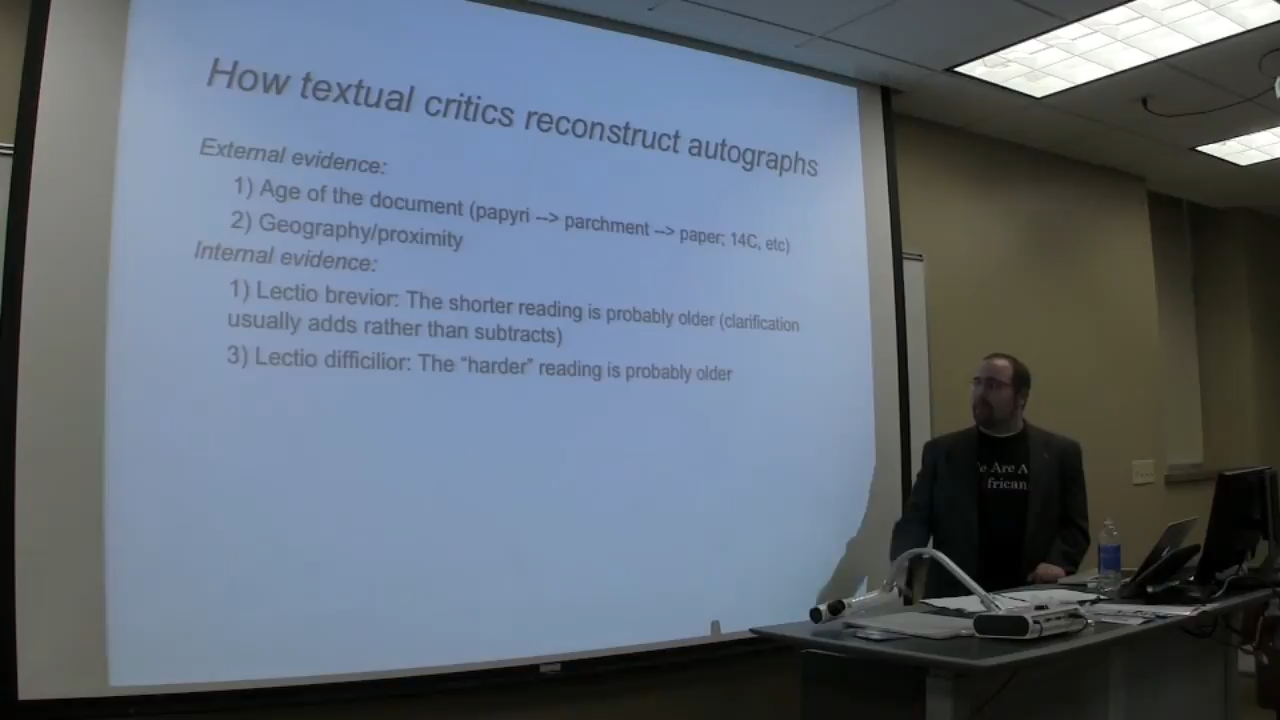 How textual critics reconstruct autographs
External evidence:
1) Age of the document (papyri --> parchment --> paper; 14C, etc)
2) Geography/proximity
Internal evidence:
1) Lectio brevior: The shorter reading is probably older (clarification
usually adds rather than subtracts)
3) Lectio difficilior: The “harder” reading is probably older
e Are A
frican